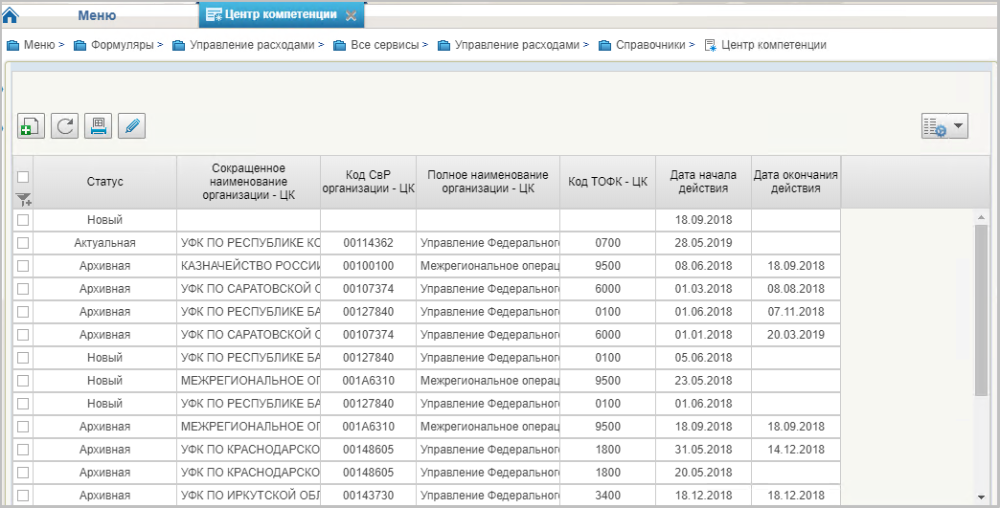 Меню Центр компетенции
Меню > Формуляры > Управление расходами > Все сервисы > Управление расходами > Справочники > Центр компетенции
Статус Сокращенное наименование организации - ЦК Код СвР организации - ЦК Полное наименование организации - ЦК Код ТОФК - ЦК Дата начала действия Дата окончания действия
Новый 18.09.2018
Актуальная УФК ПО РЕСПУБЛИКЕ КО 00114362 Управление Федерального 0700 28.05.2019
Архивная КАЗНАЧЕЙСТВО РОССИИ 00100100 Межрегиональное операц 9500 08.06.2018 18.09.2018
Архивная УФК ПО САРАТОВСКОЙ О 00107374 Управление Федерального 6000 01.03.2018 08.08.2018
Архивная УФК ПО РЕСПУБЛИКЕ БА 00127840 Управление Федерального 0100 01.06.2018 07.11.2018
Архивная УФК ПО САРАТОВСКОЙ О 00107374 Управление Федерального 6000 01.01.2018 20.03.2019
Новый УФК ПО РЕСПУБЛИКЕ БА 00127840 Управление Федерального 0100 05.06.2018
Новый МЕЖРЕГИОНАЛЬНОЕ ОП 001А6310 Межрегиональное операц 9500 23.05.2018
Новый УФК ПО РЕСПУБЛИКЕ БА 00127840 Управление Федерального 0100 01.06.2018
Архивная МЕЖРЕГИОНАЛЬНОЕ ОП 001А6310 Межрегиональное операц 9500 18.09.2018 18.09.2018
Архивная УФК ПО КРАСНОДАРСКО 00148605 Управление Федерального 1800 31.05.2018 14.12.2018
Архивная УФК ПО КРАСНОДАРСКО 00148605 Управление Федерального 1800 20.05.2018
Архивная УФК ПО ИРКУТСКОЙ ОБЛ 00143730 Управление Федерального 3400 18.12.2018 18.12.2018